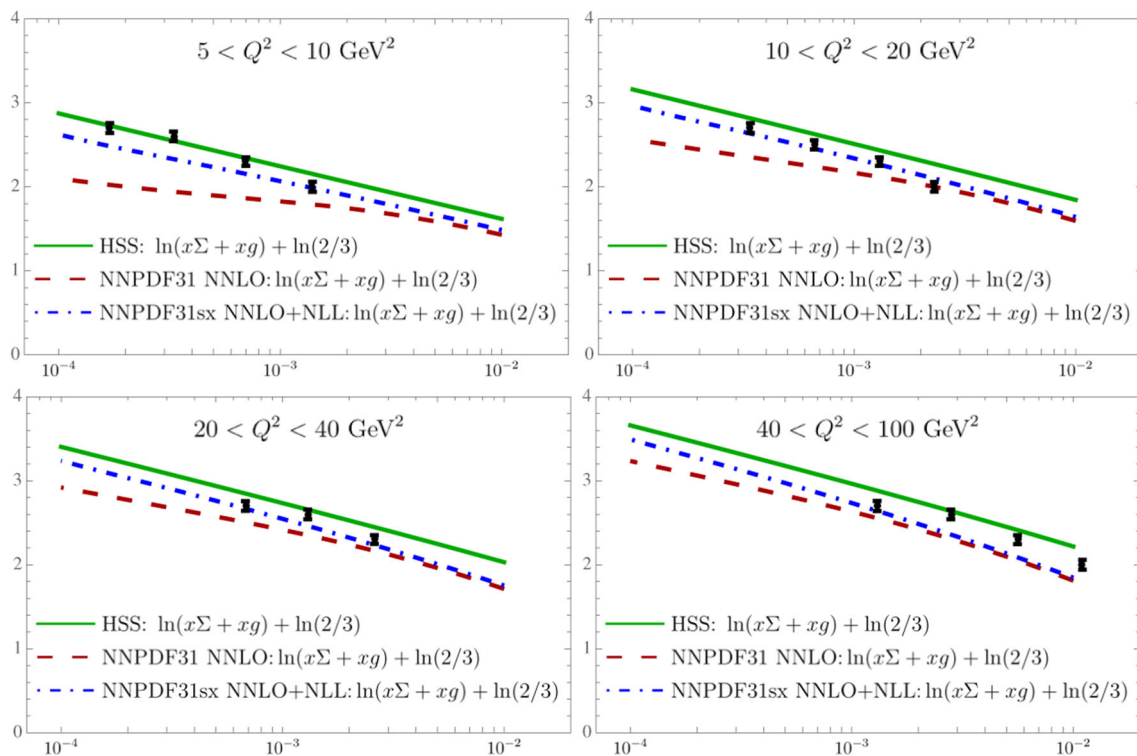 4
3
2
1
0
5 < Q² < 10 GeV²
HSS: ln(xΣ + xg) + ln(2/3)
NNPDF31 NNLO: ln(xΣ + xg) + ln(2/3)
NNPDF31sx NNLO+NLL: ln(xΣ + xg) + ln(2/3)
10⁻⁴ 10⁻³ 10⁻²
4
3
2
1
0
10 < Q² < 20 GeV²
HSS: ln(xΣ + xg) + ln(2/3)
NNPDF31 NNLO: ln(xΣ + xg) + ln(2/3)
NNPDF31sx NNLO+NLL: ln(xΣ + xg) + ln(2/3)
10⁻⁴ 10⁻³ 10⁻²
4
3
2
1
0
20 < Q² < 40 GeV²
HSS: ln(xΣ + xg) + ln(2/3)
NNPDF31 NNLO: ln(xΣ + xg) + ln(2/3)
NNPDF31sx NNLO+NLL: ln(xΣ + xg) + ln(2/3)
10⁻⁴ 10⁻³ 10⁻²
4
3
2
1
0
40 < Q² < 100 GeV²
HSS: ln(xΣ + xg) + ln(2/3)
NNPDF31 NNLO: ln(xΣ + xg) + ln(2/3)
NNPDF31sx NNLO+NLL: ln(xΣ + xg) + ln(2/3)
10⁻⁴ 10⁻³ 10⁻²